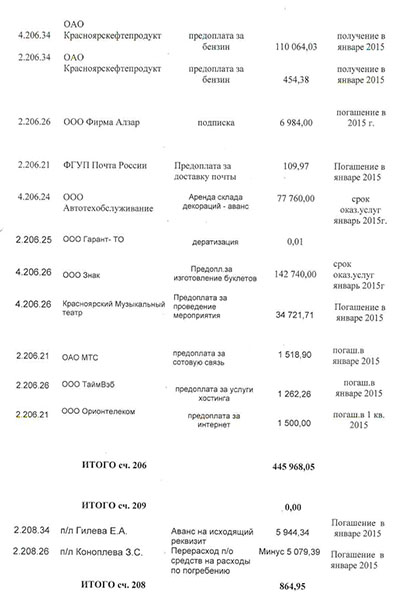 ОАО
4.206.34 Красноярскефтепродукт предоплата за бензин 110 064,03 получение в январе 2015
2.206.34 ОАО
Красноярскефтепродукт предоплата за бензин 454,38 получение в январе 2015
2.206.26 ООО Фирма Алзар подписка 6 984,00 погашение в 2015 г.
2.206.21 ФГУП Почта России Предоплата за доставку почты 109,97 Погашение в январе 2015
4.206.24 ООО Автотехобслуживание Аренда склада декораций - аванс 77 760,00 срок оказ.услуг январь 2015г.
2.206.25 ООО Гарант- ТО дератизация 0,01
4.206.26 ООО Знак Предопл.за изготовление буклетов 142 740,00 срок оказ.услуг январь 2015г
4.206.26 Красноярский Музыкальный театр Предоплата за проведение мероприятия 34 721,71 Погашение в январе 2015
2.206.21 ОАО МТС предоплата за сотовую связь 1 518,90 погаш.в январе 2015
2.206.26 ООО ТаймВэб предоплата за услуги хостинга 1 262,26 погаш.в январе 2015
2.206.21 ООО Орионтелеком предоплата за интернет 1 500,00 погаш.в 1 кв. 2015
ИТОГО сч. 206 445 968,05
ИТОГО сч. 209 0,00
2.208.34 п/л Гилева Е.А. Аванс на исходящий реквизит 5 944,34 Погашение в январе 2015
2.208.26 п/л Коноплева З.С. Перерасход п/о средств на расходы по погребению Минус 5 079,39 Погашение в январе 2015
ИТОГО сч. 208 864,95